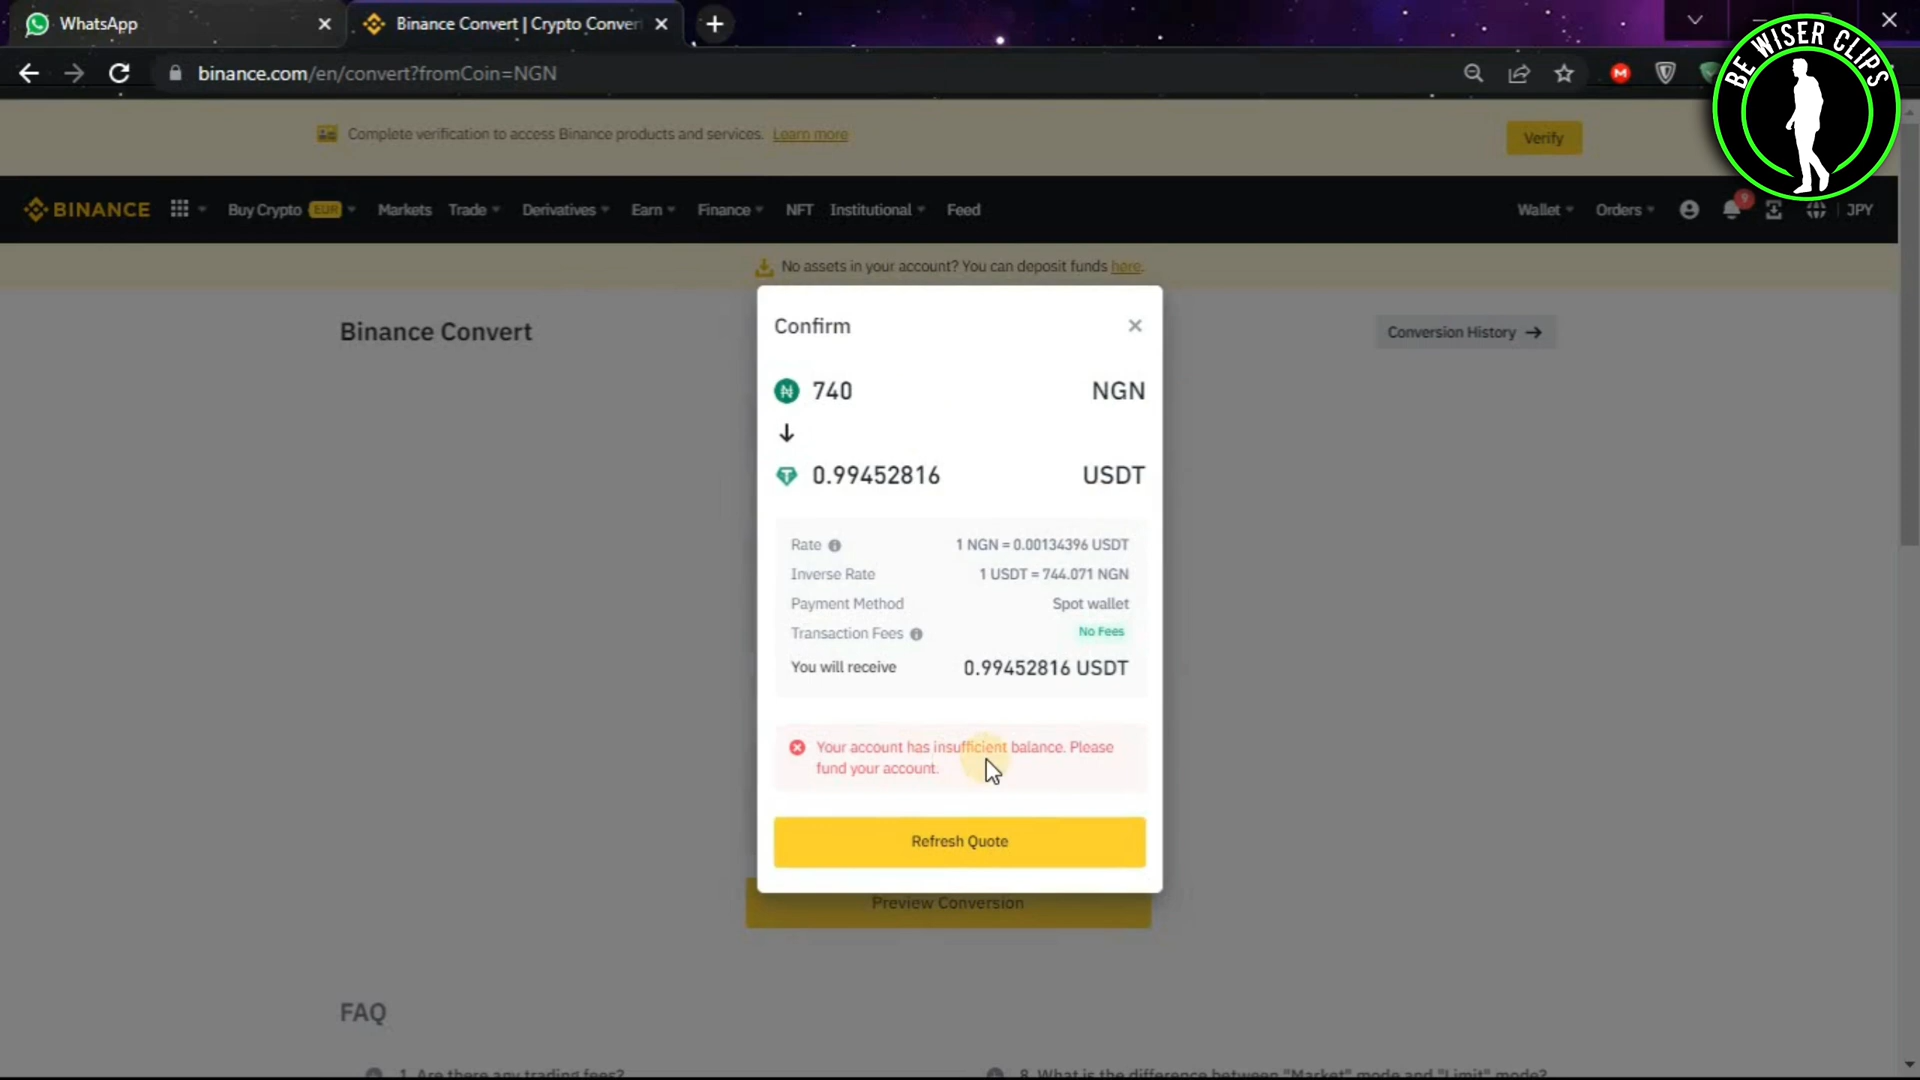 WhatsApp
Binance Convert | Crypto Conver
binance.com/en/convert?fromCoin=NGN
BE WISER CLIPS
Complete verification to access Binance products and services. Learn more
Verify
BINANCE
Buy Crypto EUR
Markets
Trade
Derivatives
Earn
Finance
NFT
Institutional
Feed
Wallet
Orders
9
JPY
No assets in your account? You can deposit funds here.
Binance Convert
Conversion History →
Confirm
740 NGN
0.99452816 USDT
Rate 1 NGN = 0.00134396 USDT
Inverse Rate 1 USDT = 744.071 NGN
Payment Method Spot wallet
Transaction Fees No Fees
You will receive 0.99452816 USDT
Your account has insufficient balance. Please
fund your account.
Refresh Quote
Preview Conversion
FAQ
1. Are there any trading fees?
8. What is the difference between "Market" mode and "Limit" mode?